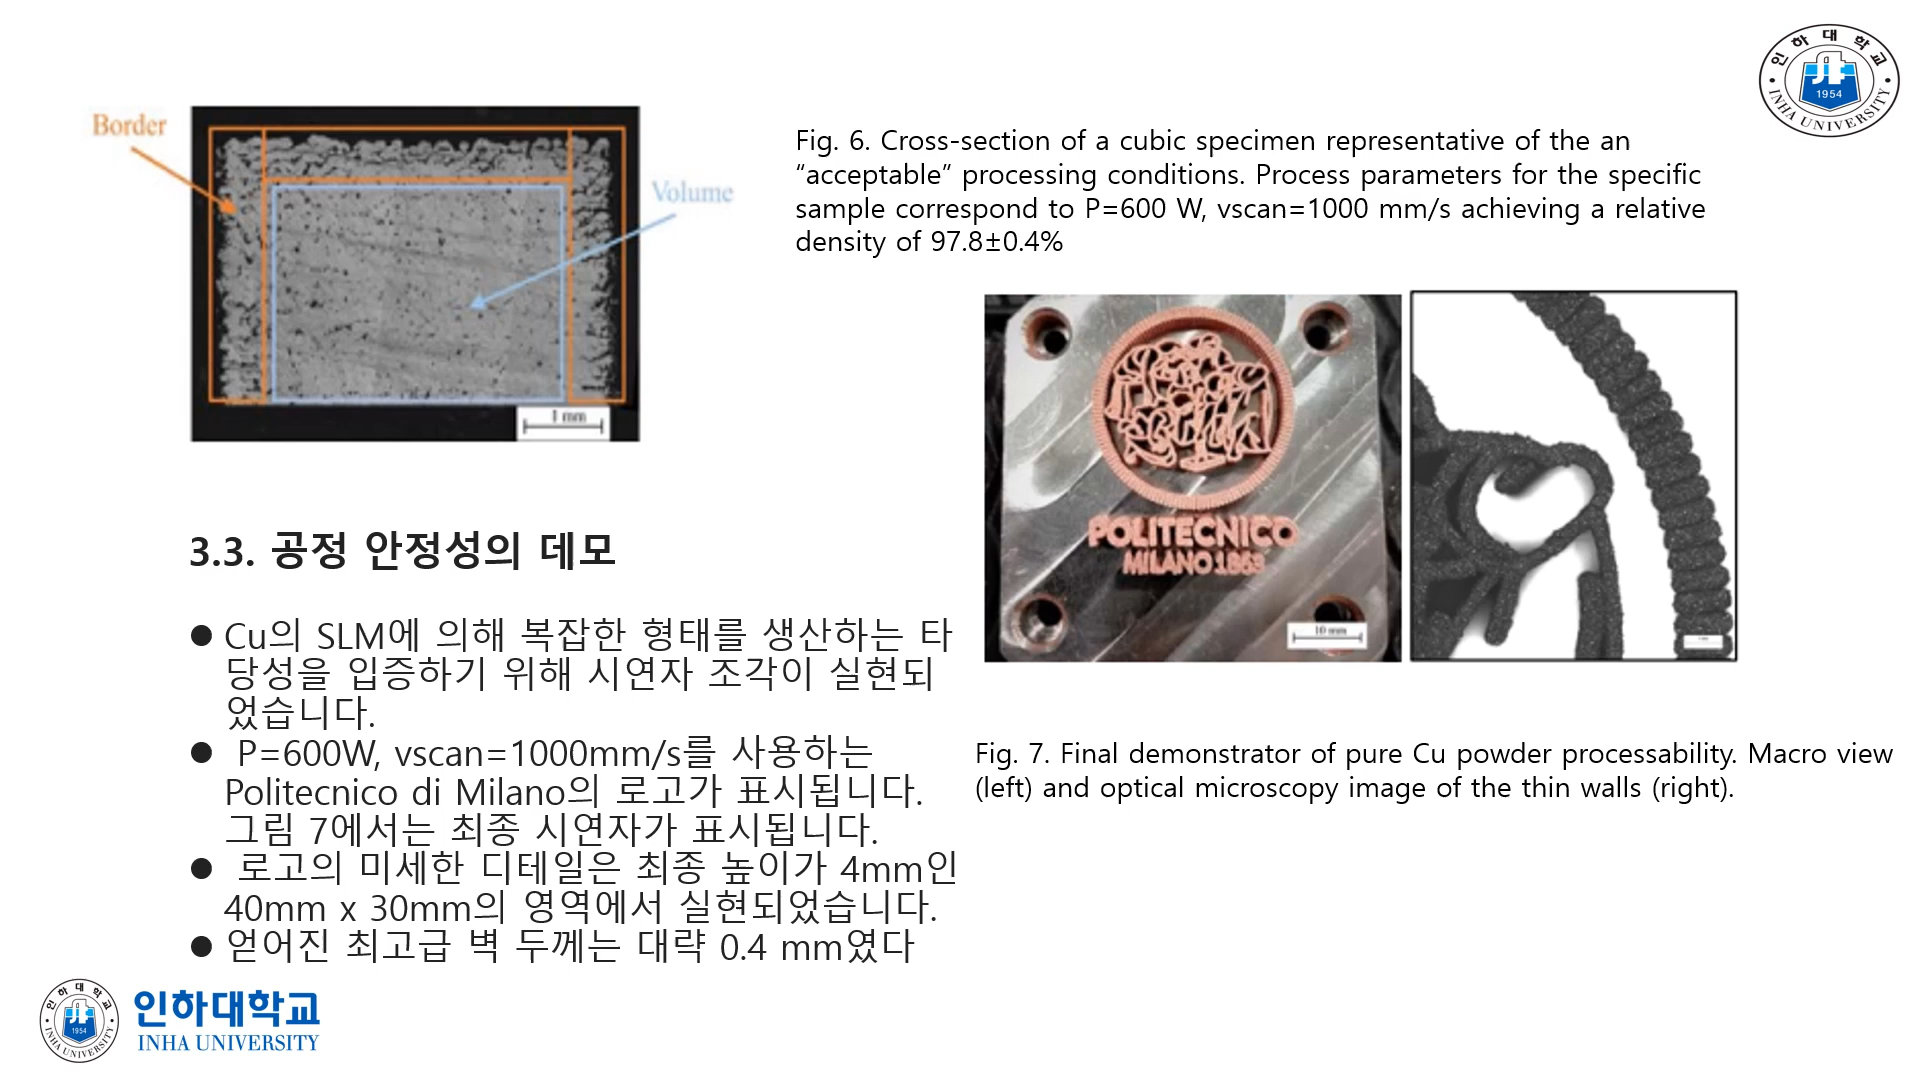 인하대학교
1954
INHA UNIVERSITY
Border
Volume
1 mm
Fig. 6. Cross-section of a cubic specimen representative of the an
“acceptable” processing conditions. Process parameters for the specific
sample correspond to P=600 W, vscan=1000 mm/s achieving a relative
density of 97.8±0.4%
POLITECNICO
MILANO 1863
10 mm
3.3. 공정 안정성의 데모
● Cu의 SLM에 의해 복잡한 형태를 생산하는 타
당성을 입증하기 위해 시연자 조각이 실현되
었습니다.
● P=600W, vscan=1000mm/s를 사용하는
Politecnico di Milano의 로고가 표시됩니다.
그림 7에서는 최종 시연자가 표시됩니다.
● 로고의 미세한 디테일은 최종 높이가 4mm인
40mm x 30mm의 영역에서 실현되었습니다.
● 얻어진 최고급 벽 두께는 대략 0.4 mm였다
Fig. 7. Final demonstrator of pure Cu powder processability. Macro view
(left) and optical microscopy image of the thin walls (right).
인하대학교
1954
인하대학교
INHA UNIVERSITY